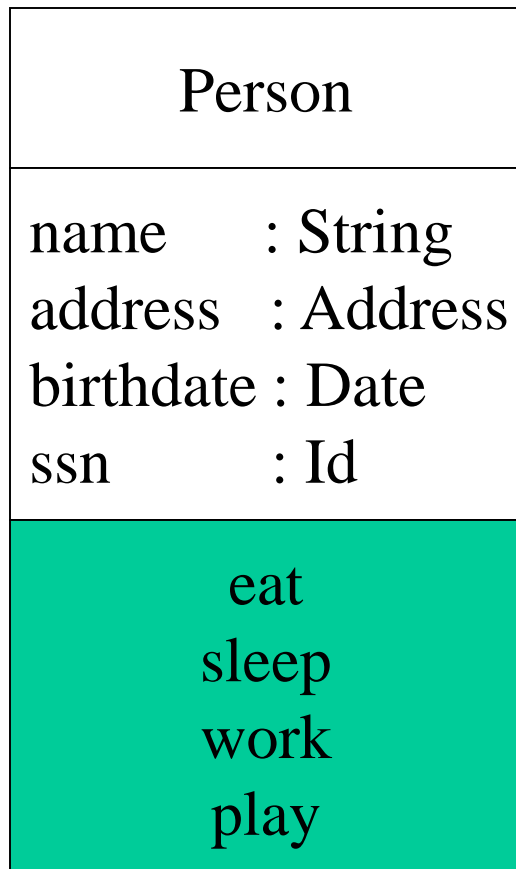 Person
name : String
address : Address
birthdate : Date
ssn : Id
eat
sleep
work
play